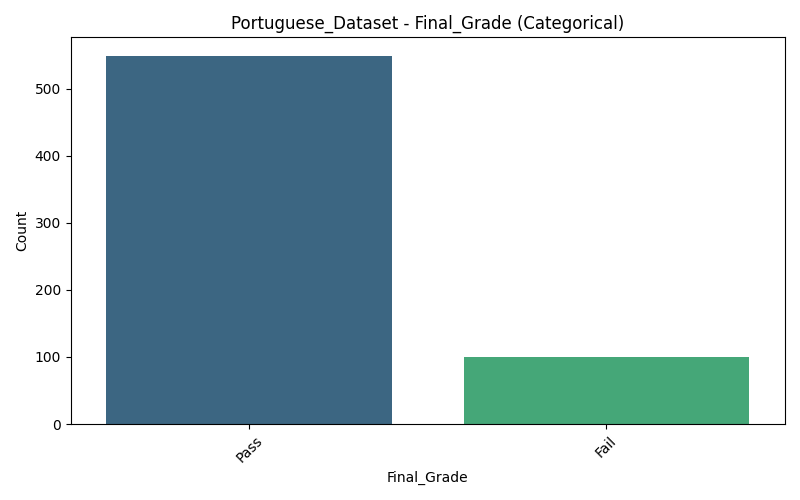 Portuguese_Dataset - Final_Grade (Categorical)
Count
500
400
300
200
100
0
Pass
Fail
Final_Grade